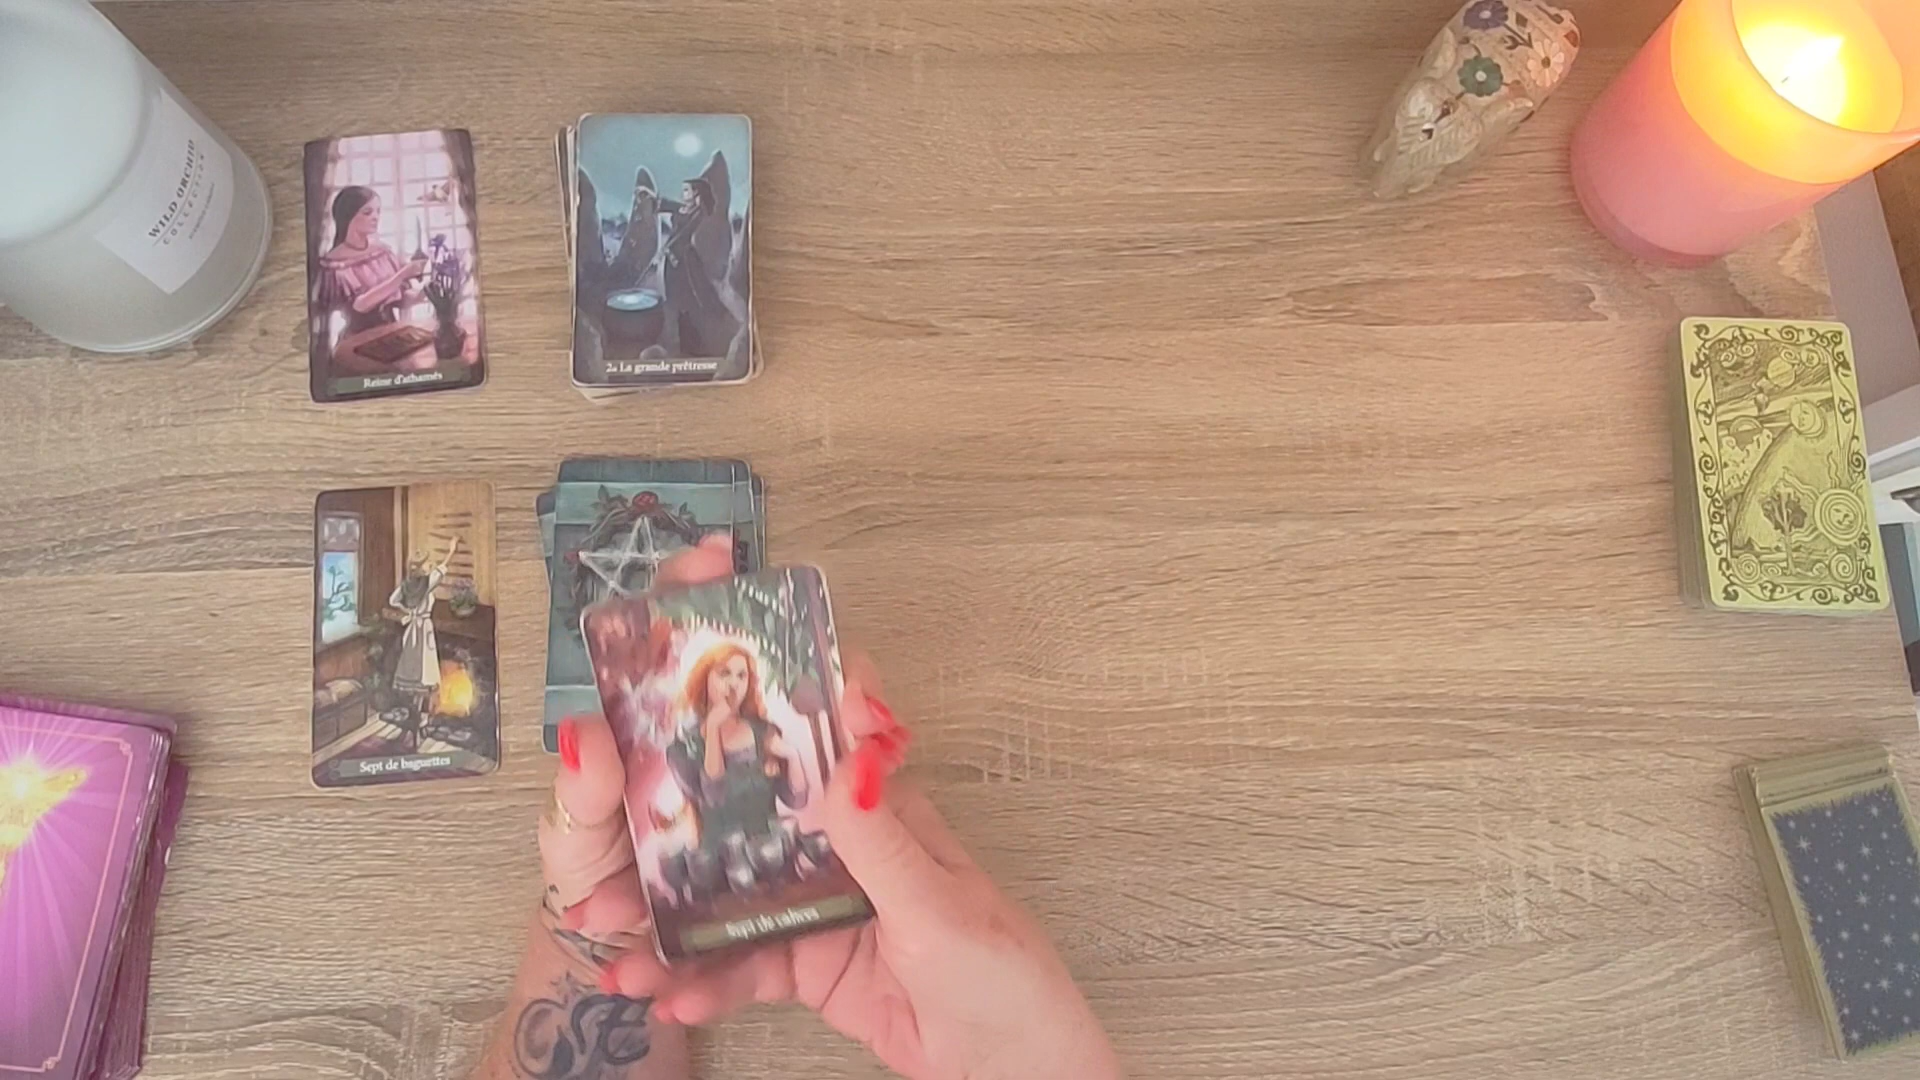 WILD ORCHID
COLLECTION
Reine d'athamés
2. La grande prêtresse
Sept de baguettes
Sept de calices